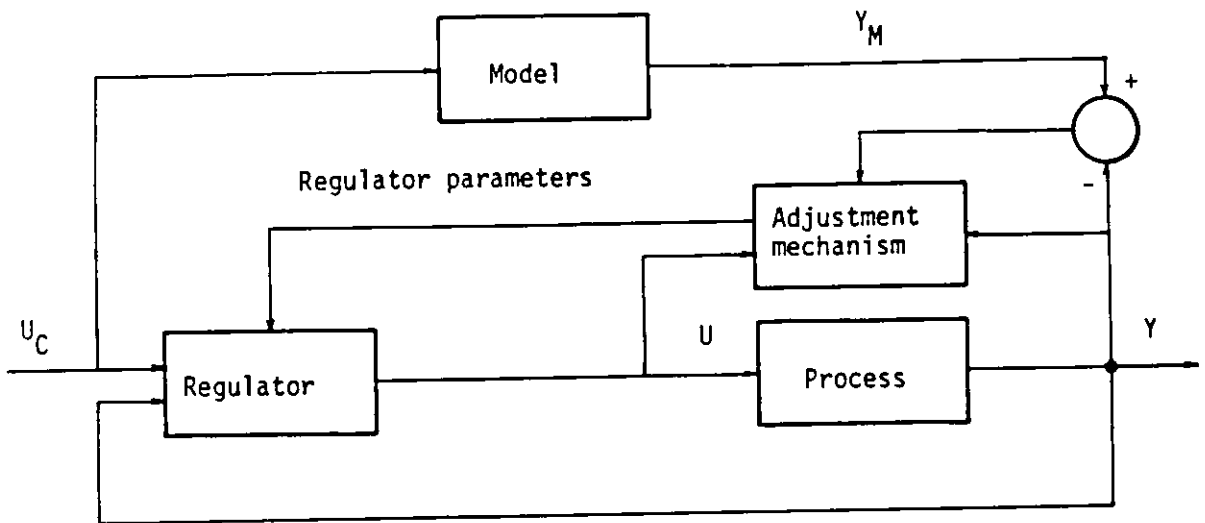 Y_M
Model
+
Regulator parameters
-
Adjustment
mechanism
U_C
U
Y
Regulator
Process